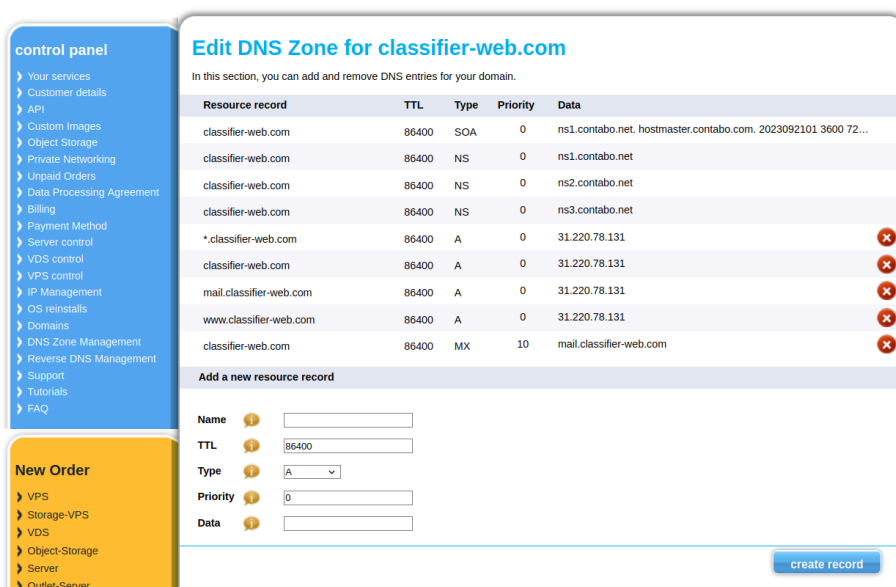 control panel
Your services
Customer details
API
Custom Images
Object Storage
Private Networking
Unpaid Orders
Data Processing Agreement
Billing
Payment Method
Server control
VDS control
VPS control
IP Management
OS reinstalls
Domains
DNS Zone Management
Reverse DNS Management
Support
Tutorials
FAQ
New Order
VPS
Storage-VPS
VDS
Object-Storage
Server
Outlet-Server
Edit DNS Zone for classifier-web.com
In this section, you can add and remove DNS entries for your domain.
Resource record TTL Type Priority Data
classifier-web.com 86400 SOA 0 ns1.contabo.net. hostmaster.contabo.com. 2023092101 3600 72…
classifier-web.com 86400 NS 0 ns1.contabo.net
classifier-web.com 86400 NS 0 ns2.contabo.net
classifier-web.com 86400 NS 0 ns3.contabo.net
*.classifier-web.com 86400 A 0 31.220.78.131
classifier-web.com 86400 A 0 31.220.78.131
mail.classifier-web.com 86400 A 0 31.220.78.131
www.classifier-web.com 86400 A 0 31.220.78.131
classifier-web.com 86400 MX 10 mail.classifier-web.com
Add a new resource record
Name
TTL 86400
Type A
Priority 0
Data
create record